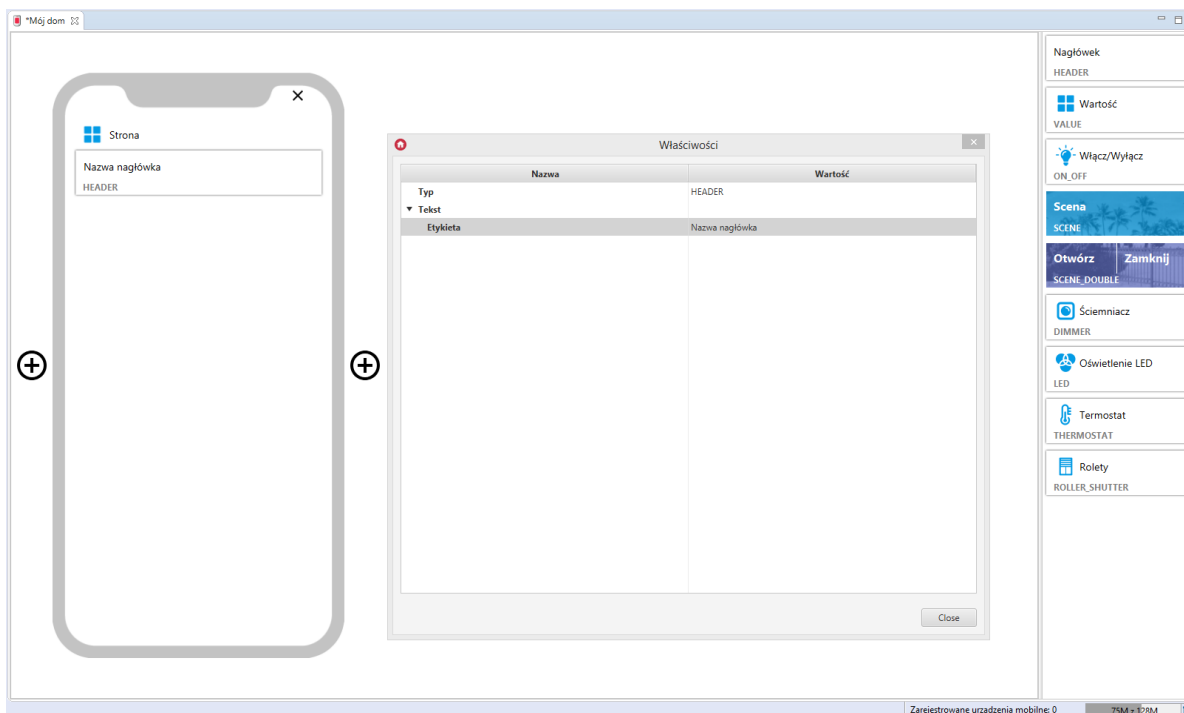 *Mój dom
Strona
Nazwa nagłówka
HEADER
Właściwości
Nazwa Wartość
Typ HEADER
Tekst
Etykieta Nazwa nagłówka
Close
Nagłówek
HEADER
Wartość
VALUE
Włącz/Wyłącz
ON_OFF
Scena
SCENE
Otwórz Zamknij
SCENE_DOUBLE
Ściemniacz
DIMMER
Oświetlenie LED
LED
Termostat
THERMOSTAT
Rolety
ROLLER_SHUTTER
Zarejestrowane urządzenia mobilne: 0 75M z 128M